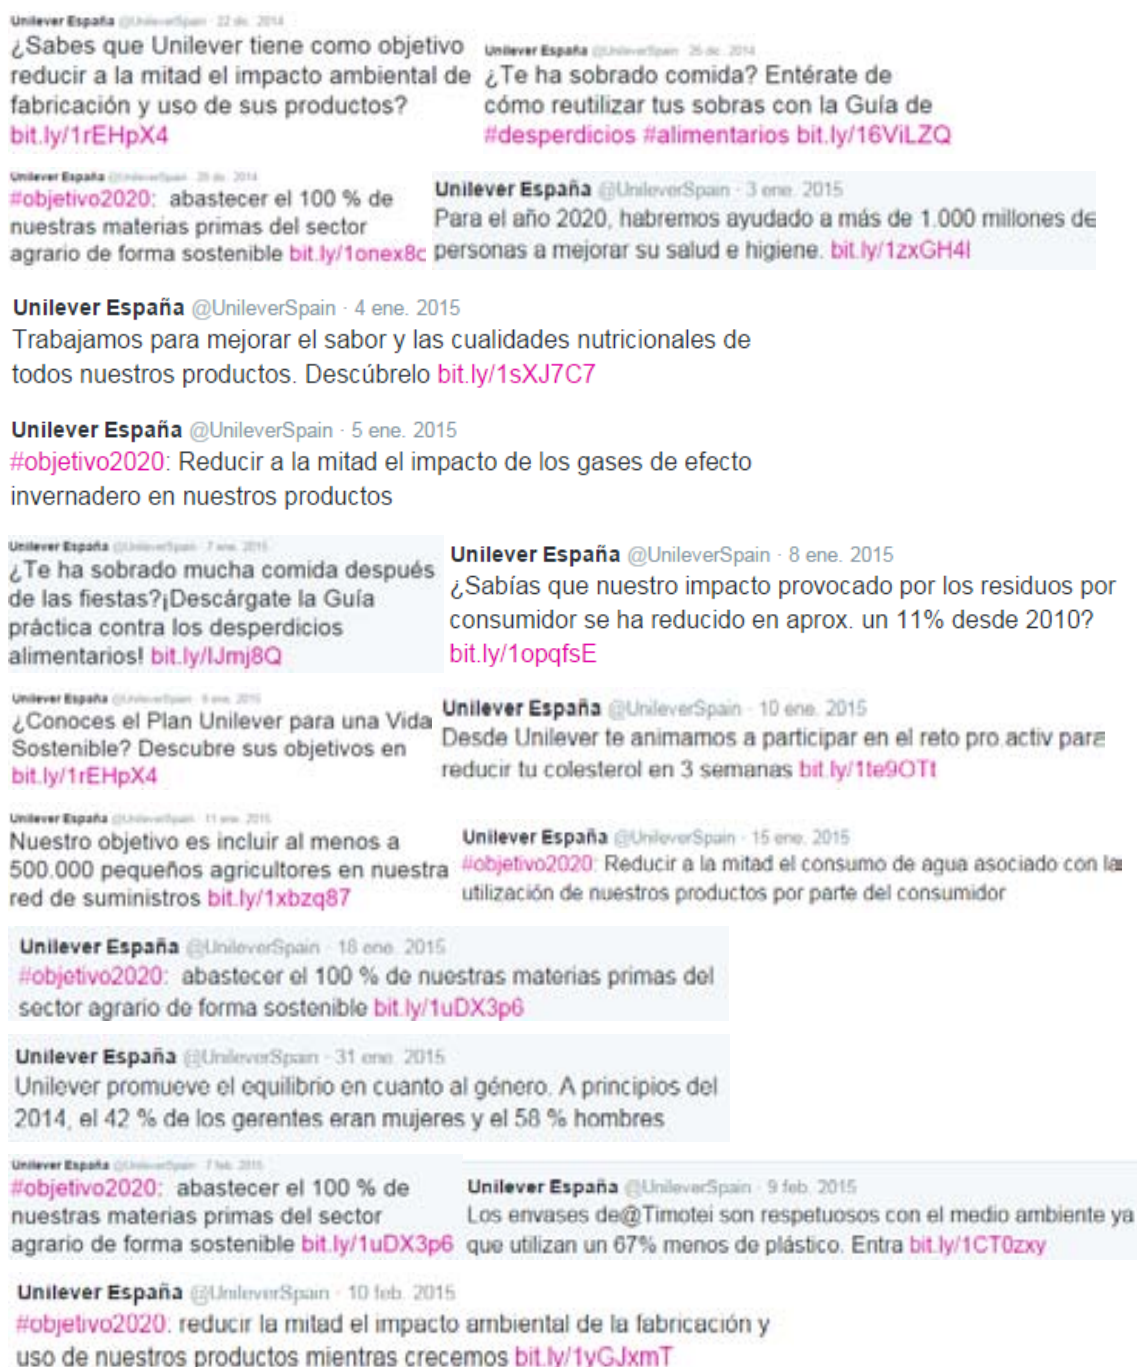 Unilever España @UnileverSpain · 22 dic. 2014
¿Sabes que Unilever tiene como objetivo
reducir a la mitad el impacto ambiental de
fabricación y uso de sus productos?
bit.ly/1rEHpX4
Unilever España @UnileverSpain · 26 dic. 2014
¿Te ha sobrado comida? Entérate de
cómo reutilizar tus sobras con la Guía de
#desperdicios #alimentarios bit.ly/16ViLZQ
Unilever España @UnileverSpain · dic. 2014
#objetivo2020: abastecer el 100 % de
nuestras materias primas del sector
agrario de forma sostenible bit.ly/1onex8c
Unilever España @UnileverSpain · 3 ene. 2015
Para el año 2020, habremos ayudado a más de 1.000 millones de
personas a mejorar su salud e higiene. bit.ly/1zxGH4I
Unilever España @UnileverSpain · 4 ene. 2015
Trabajamos para mejorar el sabor y las cualidades nutricionales de
todos nuestros productos. Descúbrelo bit.ly/1sXJ7C7
Unilever España @UnileverSpain · 5 ene. 2015
#objetivo2020: Reducir a la mitad el impacto de los gases de efecto
invernadero en nuestros productos
Unilever España @UnileverSpain · 7 ene. 2015
¿Te ha sobrado mucha comida después
de las fiestas?¡Descárgate la Guía
práctica contra los desperdicios
alimentarios! bit.ly/IJmj8Q
Unilever España @UnileverSpain · 8 ene. 2015
¿Sabías que nuestro impacto provocado por los residuos por
consumidor se ha reducido en aprox. un 11% desde 2010?
bit.ly/1opqfsE
Unilever España @UnileverSpain · ene. 2015
¿Conoces el Plan Unilever para una Vida
Sostenible? Descubre sus objetivos en
bit.ly/1rEHpX4
Unilever España @UnileverSpain · 10 ene. 2015
Desde Unilever te animamos a participar en el reto pro.activ para
reducir tu colesterol en 3 semanas bit.ly/1te9OTt
Unilever España @UnileverSpain · 11 ene. 2015
Nuestro objetivo es incluir al menos a
500.000 pequeños agricultores en nuestra
red de suministros bit.ly/1xbzq87
Unilever España @UnileverSpain · 15 ene. 2015
#objetivo2020: Reducir a la mitad el consumo de agua asociado con la
utilización de nuestros productos por parte del consumidor
Unilever España @UnileverSpain · 18 ene. 2015
#objetivo2020: abastecer el 100 % de nuestras materias primas del
sector agrario de forma sostenible bit.ly/1uDX3p6
Unilever España @UnileverSpain · 31 ene. 2015
Unilever promueve el equilibrio en cuanto al género. A principios del
2014, el 42 % de los gerentes eran mujeres y el 58 % hombres
Unilever España @UnileverSpain · 7 feb. 2015
#objetivo2020: abastecer el 100 % de
nuestras materias primas del sector
agrario de forma sostenible bit.ly/1uDX3p6
Unilever España @UnileverSpain · 9 feb. 2015
Los envases de@Timotei son respetuosos con el medio ambiente ya
que utilizan un 67% menos de plástico. Entra bit.ly/1CT0zxy
Unilever España @UnileverSpain · 10 feb. 2015
#objetivo2020: reducir la mitad el impacto ambiental de la fabricación y
uso de nuestros productos mientras crecemos bit.ly/1yGJxmT